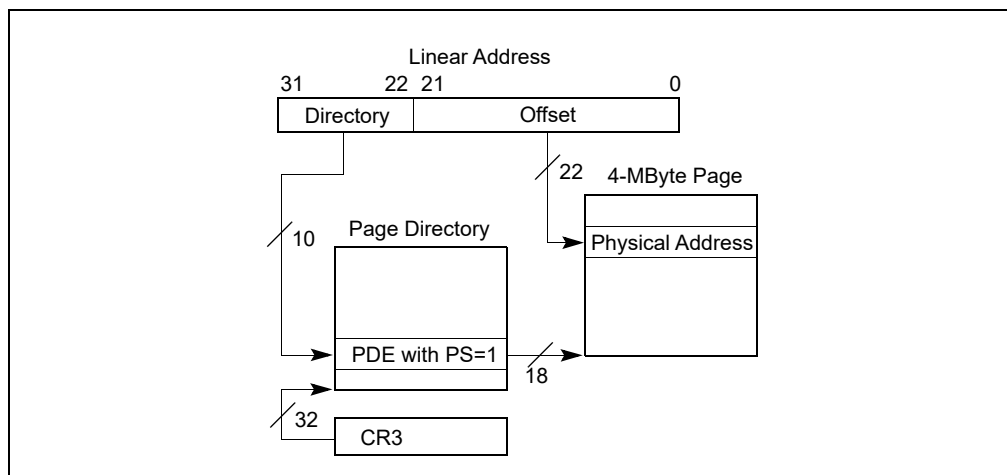 Linear Address
31 22 21 0
Directory Offset
22
4-MByte Page
10
Page Directory
Physical Address
PDE with PS=1
18
32
CR3